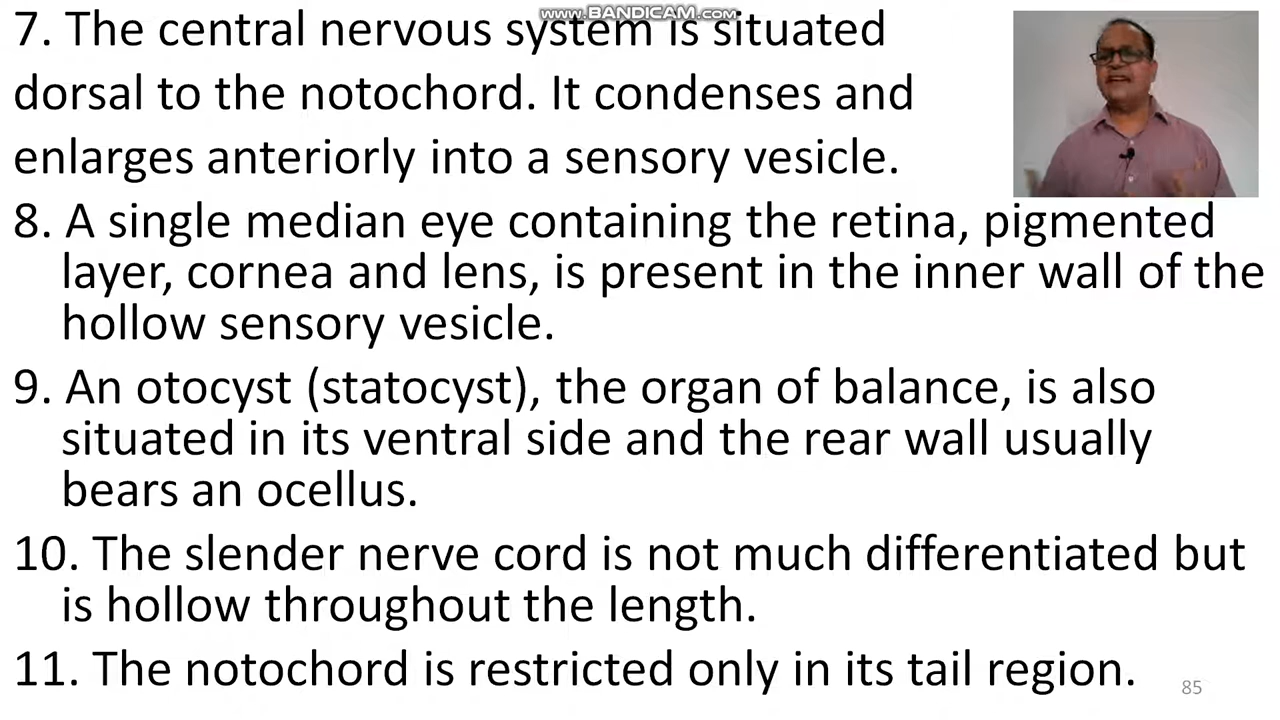 www.BANDICAM.com
7. The central nervous system is situated
dorsal to the notochord. It condenses and
enlarges anteriorly into a sensory vesicle.
8. A single median eye containing the retina, pigmented
layer, cornea and lens, is present in the inner wall of the
hollow sensory vesicle.
9. An otocyst (statocyst), the organ of balance, is also
situated in its ventral side and the rear wall usually
bears an ocellus.
10. The slender nerve cord is not much differentiated but
is hollow throughout the length.
11. The notochord is restricted only in its tail region.
85